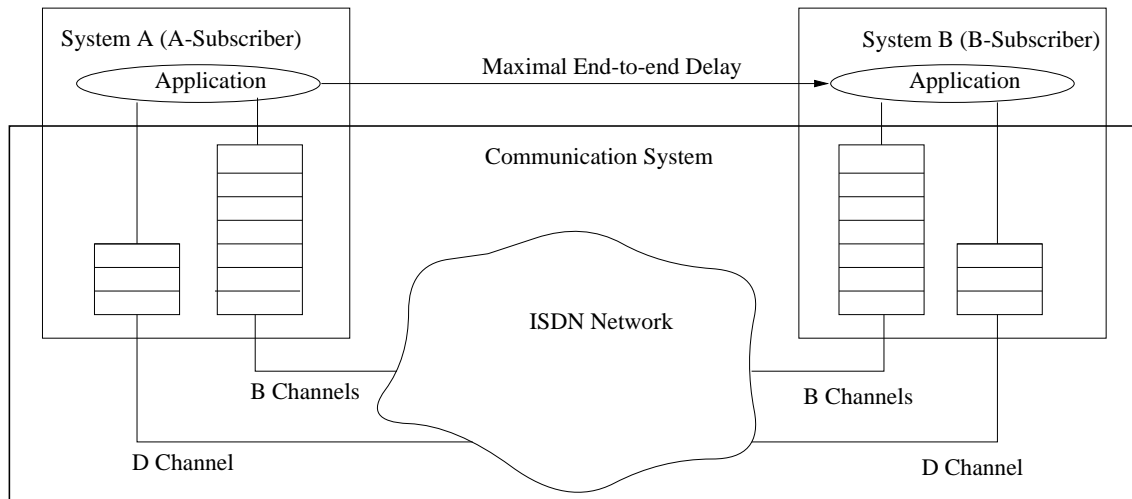 System A (A-Subscriber)
System B (B-Subscriber)
Application
Maximal End-to-end Delay
Application
Communication System
ISDN Network
B Channels
B Channels
D Channel
D Channel